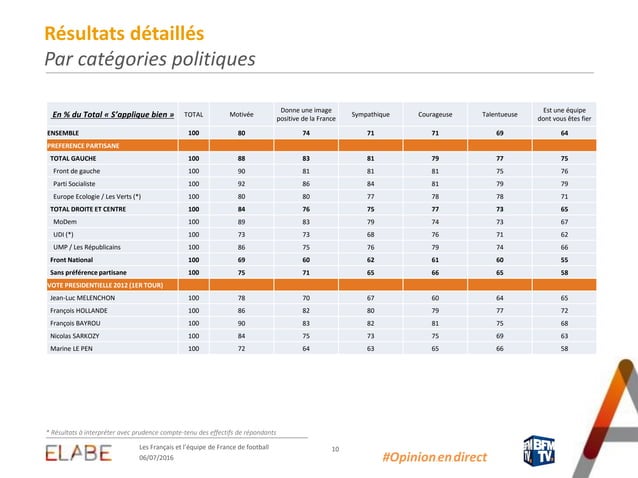 Résultats détaillés
Par catégories politiques
En % du Total « S'applique bien » TOTAL Motivée Donne une image positive de la France Sympathique Courageuse Talentueuse Est une équipe dont vous êtes fier
ENSEMBLE 100 80 74 71 71 69 64
PREFERENCE PARTISANE
TOTAL GAUCHE 100 88 83 81 79 77 75
Front de gauche 100 90 81 81 81 75 76
Parti Socialiste 100 92 86 84 81 79 79
Europe Ecologie / Les Verts (*) 100 80 80 77 78 78 71
TOTAL DROITE ET CENTRE 100 84 76 75 77 73 65
MoDem 100 89 83 79 74 73 67
UDI (*) 100 73 73 68 76 71 62
UMP / Les Républicains 100 86 75 76 79 74 66
Front National 100 69 60 62 61 60 55
Sans préférence partisane 100 75 71 65 66 65 58
VOTE PRESIDENTIELLE 2012 (1ER TOUR)
Jean-Luc MELENCHON 100 78 70 67 60 64 65
François HOLLANDE 100 86 82 80 79 77 72
François BAYROU 100 90 83 82 81 75 68
Nicolas SARKOZY 100 84 75 73 75 69 63
Marine LE PEN 100 72 64 63 65 66 58
* Résultats à interpréter avec prudence compte-tenu des effectifs de répondants
ELABE
Les Français et l'équipe de France de football
06/07/2016
10
#Opinion en direct
BFM
TV.